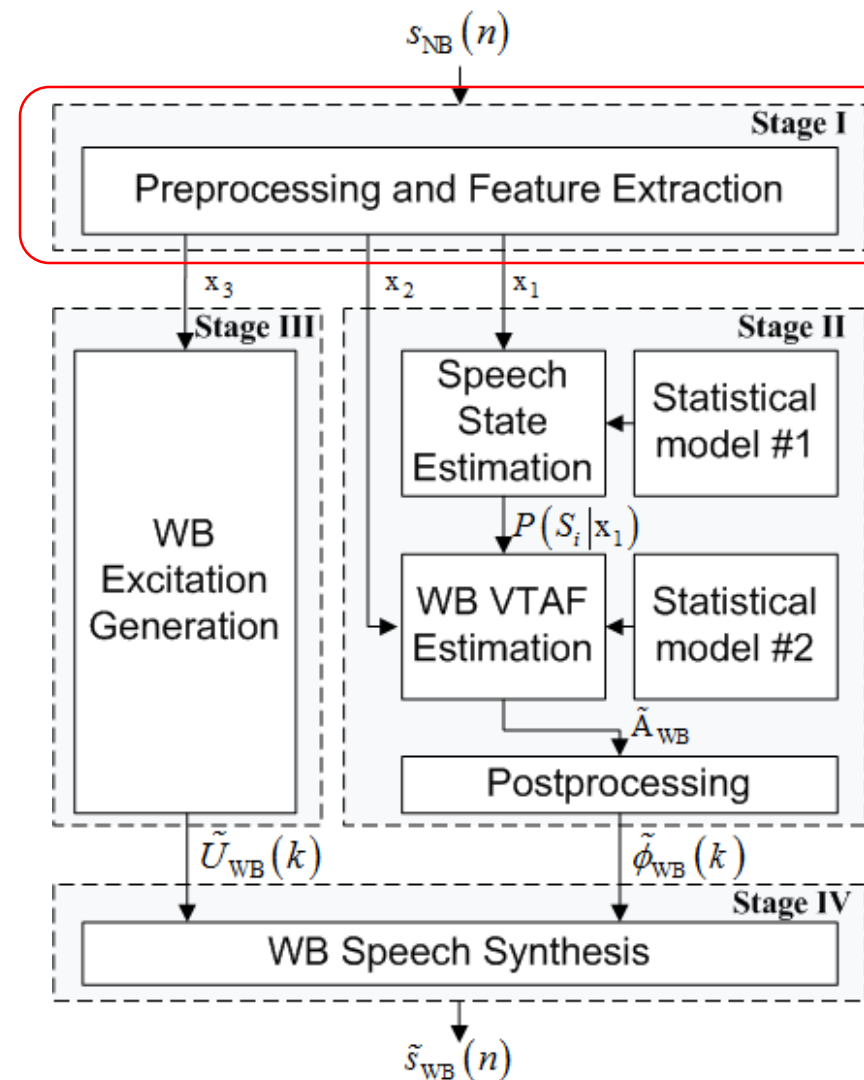 s_NB(n)
Stage I
Preprocessing and Feature Extraction
x_3
x_2
x_1
Stage III
Stage II
Speech
State
Estimation
Statistical
model #1
P(S_i|x_1)
WB
Excitation
Generation
WB VTAF
Estimation
Statistical
model #2
Ã_WB
Postprocessing
Ũ_WB(k)
ϕ̃_WB(k)
Stage IV
WB Speech Synthesis
s̃_WB(n)